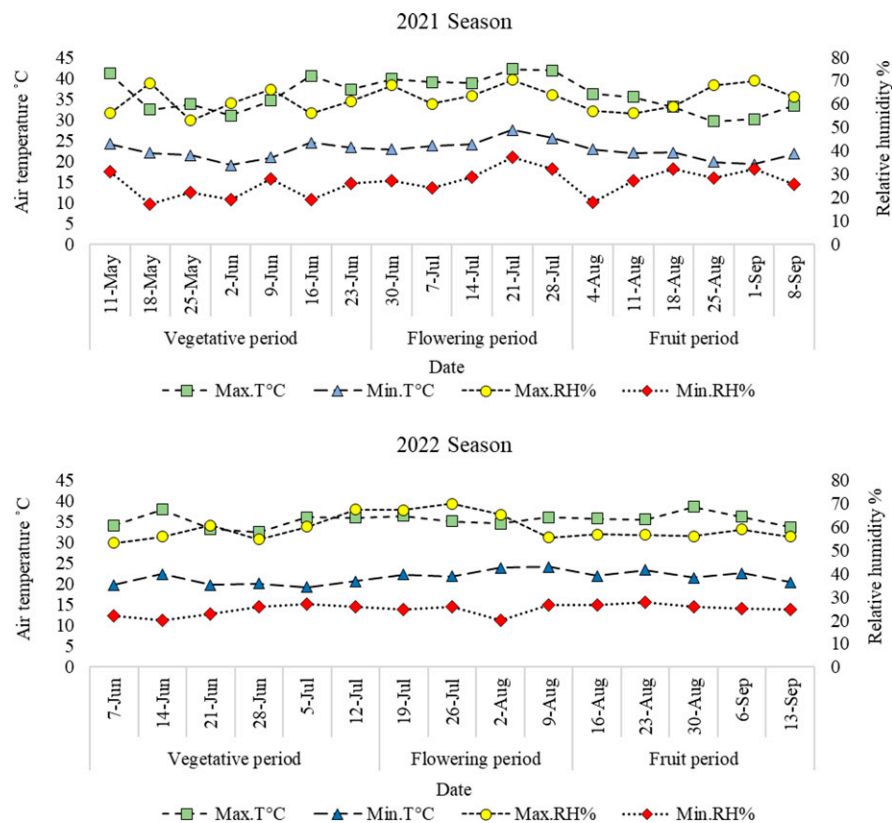 2021 Season
45
40
35
30
25
20
15
10
5
0
Air temperature ˚C
80
70
60
50
40
30
20
10
0
Relative humidity %
11-May 18-May 25-May 2-Jun 9-Jun 16-Jun 23-Jun 30-Jun 7-Jul 14-Jul 21-Jul 28-Jul 4-Aug 11-Aug 18-Aug 25-Aug 1-Sep 8-Sep
Vegetative period Flowering period Fruit period
Date
Max.T°C Min.T°C Max.RH% Min.RH%
2022 Season
45
40
35
30
25
20
15
10
5
0
Air temperature ˚C
80
70
60
50
40
30
20
10
0
Relative humidity %
7-Jun 14-Jun 21-Jun 28-Jun 5-Jul 12-Jul 19-Jul 26-Jul 2-Aug 9-Aug 16-Aug 23-Aug 30-Aug 6-Sep 13-Sep
Vegetative period Flowering period Fruit period
Date
Max.T°C Min.T°C Max.RH% Min.RH%